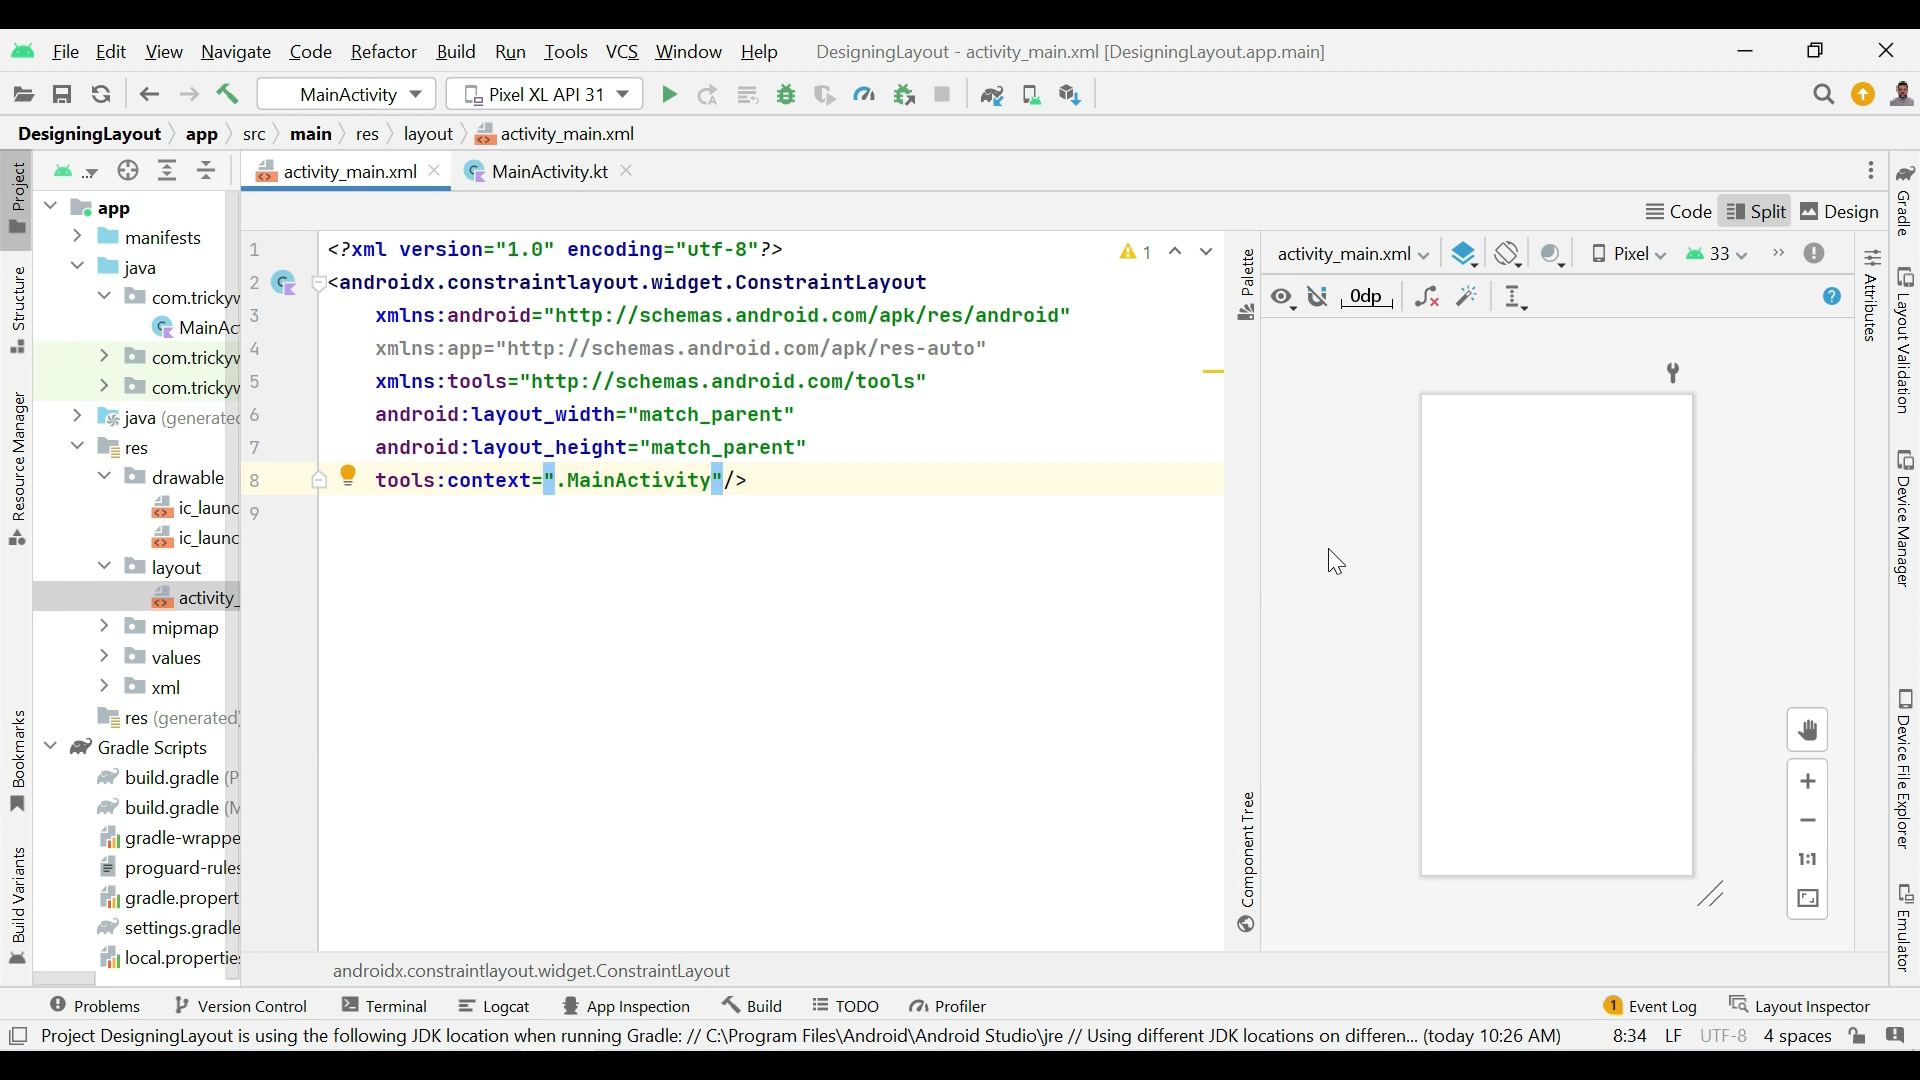 File Edit View Navigate Code Refactor Build Run Tools VCS Window Help DesigningLayout - activity_main.xml [DesigningLayout.app.main]
MainActivity Pixel XL API 31
DesigningLayout app src main res layout activity_main.xml
Project
Structure
Resource Manager
Bookmarks
Build Variants
activity_main.xml MainActivity.kt
app
manifests
java
com.trickyw
com.trickyw
com.trickyw
java (generated
res
drawable
ic_launc
ic_launc
layout
activity_
mipmap
values
xml
res (generated)
Gradle Scripts
build.gradle (P
build.gradle (M
gradle-wrappe
proguard-rules
gradle.propert
settings.gradle
Code Split Design
1 <?xml version="1.0" encoding="utf-8"?>
2 <androidx.constraintlayout.widget.ConstraintLayout
3 xmlns:android="http://schemas.android.com/apk/res/android"
4 xmlns:app="http://schemas.android.com/apk/res-auto"
5 xmlns:tools="http://schemas.android.com/tools"
6 android:layout_width="match_parent"
7 android:layout_height="match_parent"
8 tools:context=".MainActivity"/>
9
1
androidx.constraintlayout.widget.ConstraintLayout
Palette
Component Tree
activity_main.xml Pixel 33
0dp
1:1
Attributes
Gradle
Layout Validation
Device Manager
Device File Explorer
Emulator
Problems Version Control Terminal Logcat App Inspection Build TODO Profiler 1 Event Log Layout Inspector
Project DesigningLayout is using the following JDK location when running Gradle: // C:\Program Files\Android\Android Studio\jre // Using different JDK locations on differen... (today 10:26 AM) 8:34 LF UTF-8 4 spaces